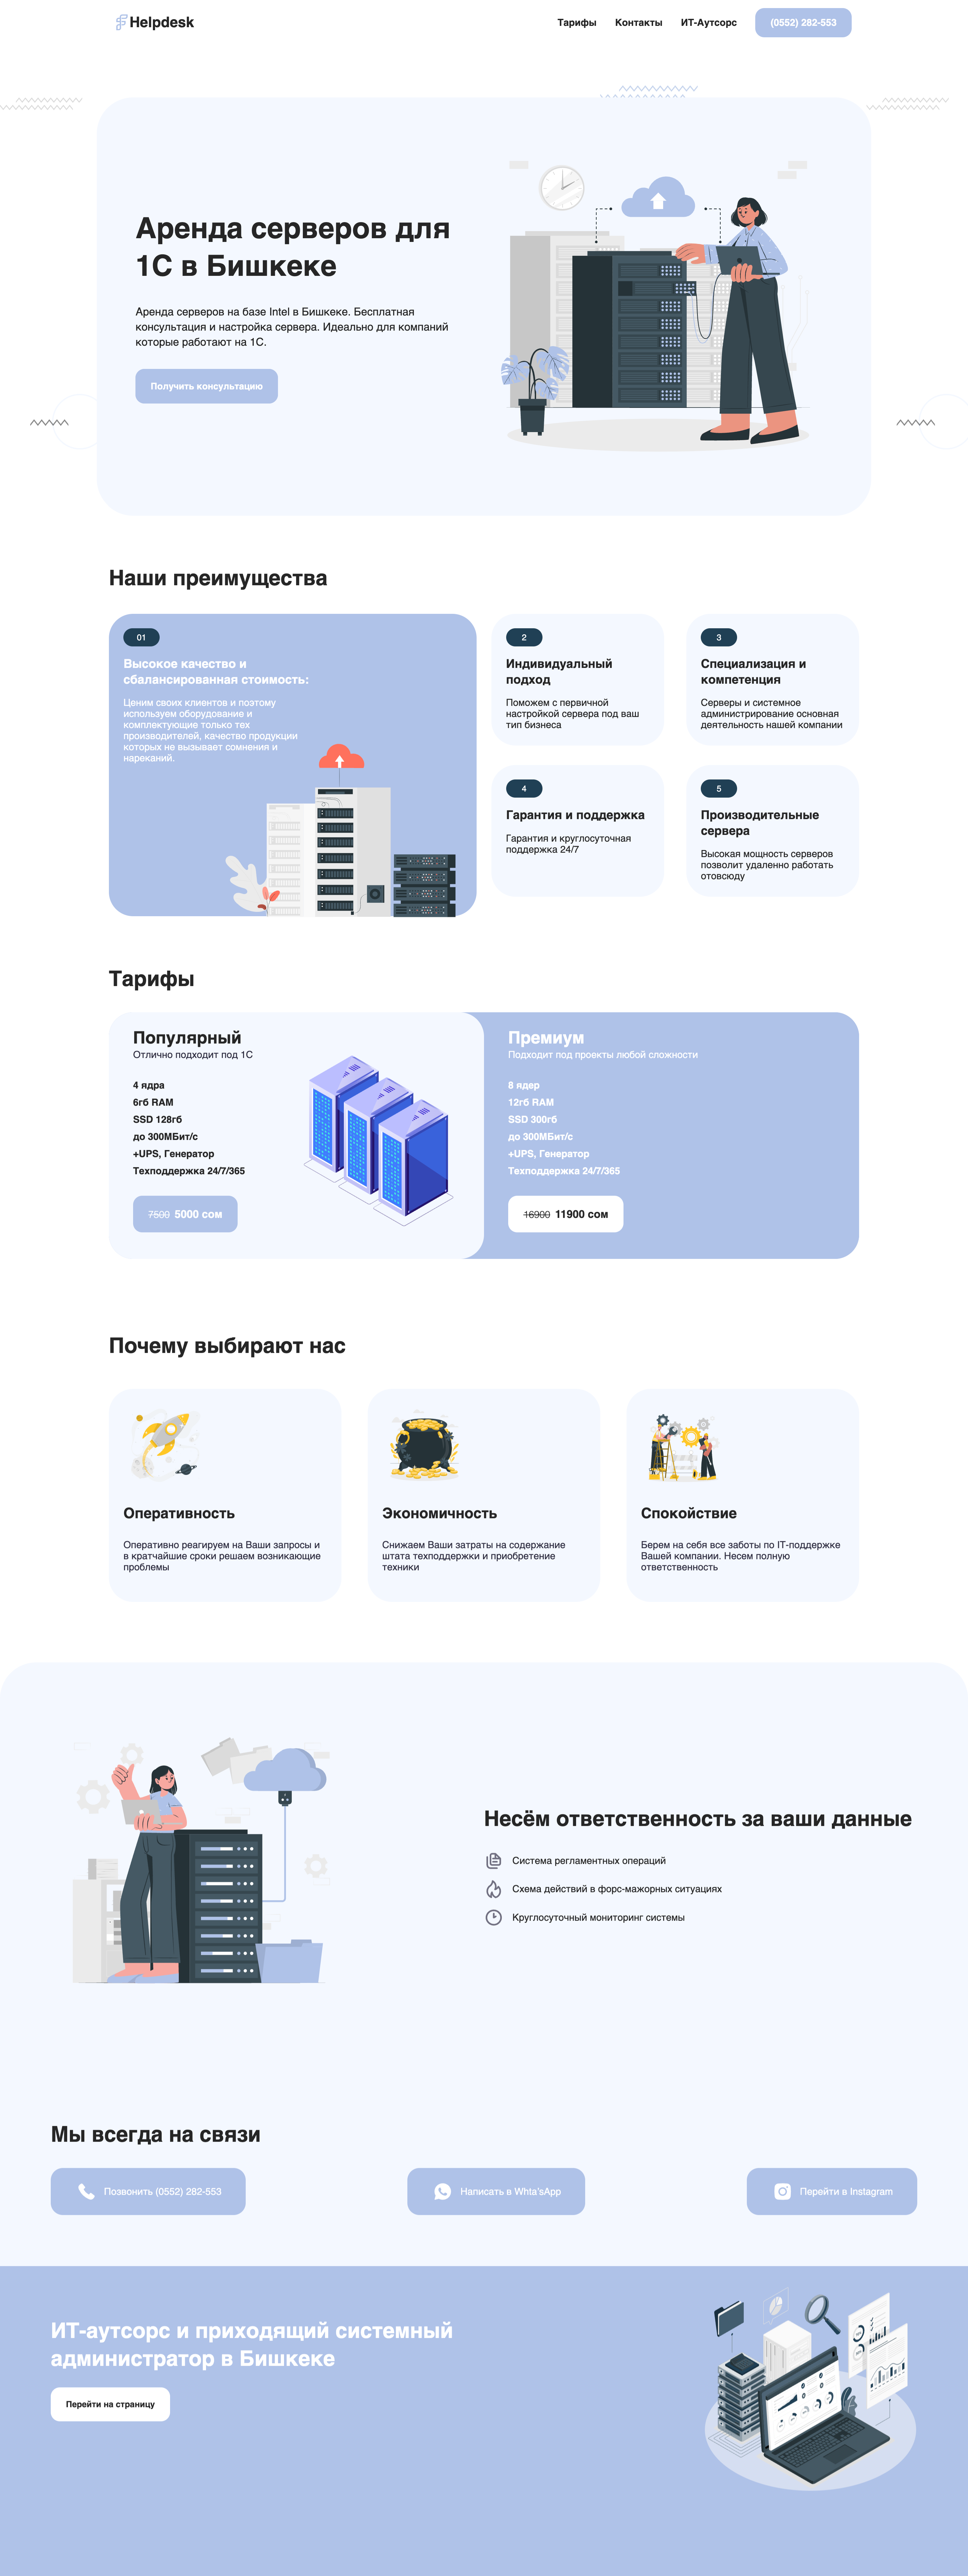 Helpdesk
Тарифы
Контакты
ИТ-Аутсорс
(0552) 282-553
Аренда серверов для
1С в Бишкеке
Аренда серверов на базе Intel в Бишкеке. Бесплатная
консультация и настройка сервера. Идеально для компаний
которые работают на 1С.
Получить консультацию
Наши преимущества
01
Высокое качество и
сбалансированная стоимость:
Ценим своих клиентов и поэтому
используем оборудование и
комплектующие только тех
производителей, качество продукции
которых не вызывает сомнения и
нареканий.
2
Индивидуальный
подход
Поможем с первичной
настройкой сервера под ваш
тип бизнеса
3
Специализация и
компетенция
Серверы и системное
администрирование основная
деятельность нашей компании
4
Гарантия и поддержка
Гарантия и круглосуточная
поддержка 24/7
5
Производительные
сервера
Высокая мощность серверов
позволит удаленно работать
отовсюду
Тарифы
Популярный
Отлично подходит под 1С
4 ядра
6гб RAM
SSD 128гб
до 300МБит/с
+UPS, Генератор
Техподдержка 24/7/365
7500 5000 сом
Премиум
Подходит под проекты любой сложности
8 ядер
12гб RAM
SSD 300гб
до 300МБит/с
+UPS, Генератор
Техподдержка 24/7/365
16900 11900 сом
Почему выбирают нас
Оперативность
Оперативно реагируем на Ваши запросы и
в кратчайшие сроки решаем возникающие
проблемы
Экономичность
Снижаем Ваши затраты на содержание
штата техподдержки и приобретение
техники
Спокойствие
Берем на себя все заботы по IT-поддержке
Вашей компании. Несем полную
ответственность
Несём ответственность за ваши данные
Система регламентных операций
Схема действий в форс-мажорных ситуациях
Круглосуточный мониторинг системы
Мы всегда на связи
Позвонить (0552) 282-553
Написать в Whta'sApp
Перейти в Instagram
ИТ-аутсорс и приходящий системный
администратор в Бишкеке
Перейти на страницу